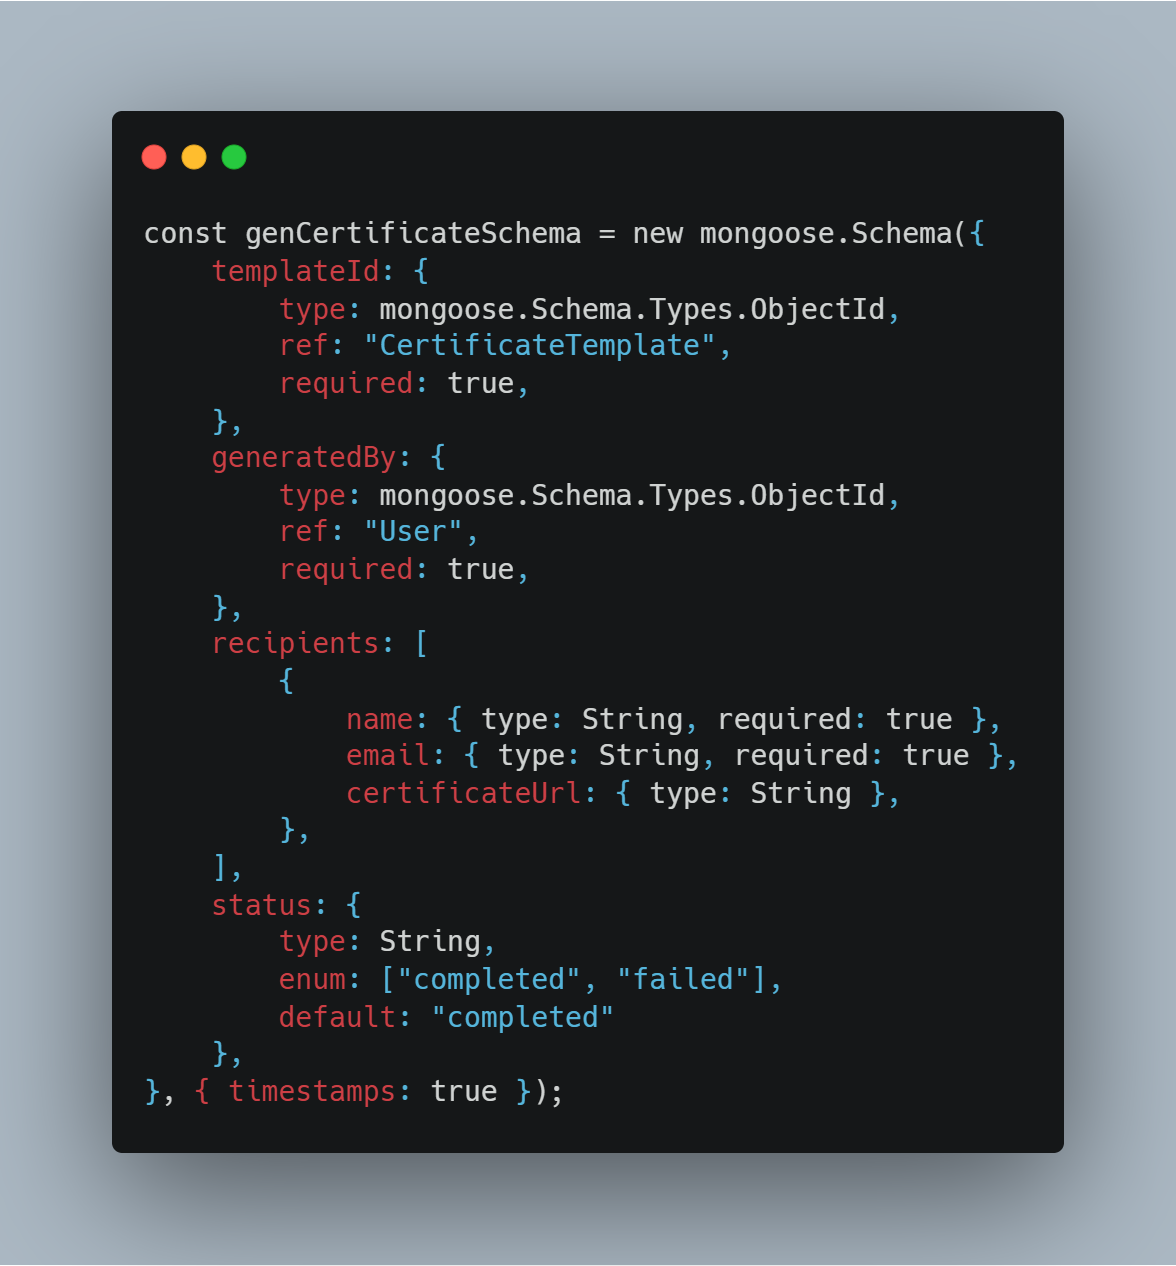 const genCertificateSchema = new mongoose.Schema({
    templateId: {
        type: mongoose.Schema.Types.ObjectId,
        ref: "CertificateTemplate",
        required: true,
    },
    generatedBy: {
        type: mongoose.Schema.Types.ObjectId,
        ref: "User",
        required: true,
    },
    recipients: [
        {
            name: { type: String, required: true },
            email: { type: String, required: true },
            certificateUrl: { type: String },
        },
    ],
    status: {
        type: String,
        enum: ["completed", "failed"],
        default: "completed"
    },
}, { timestamps: true });